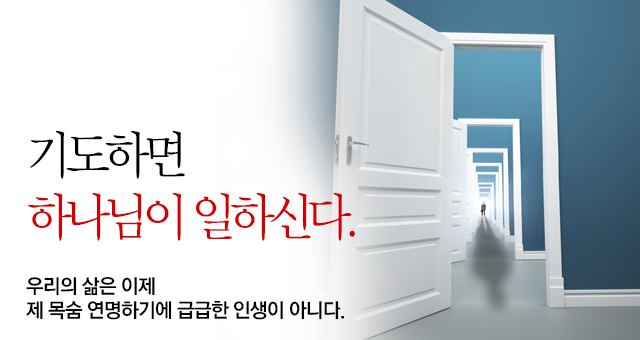 기도하면
하나님이 일하신다.
우리의 삶은 이제
제 목숨 연명하기에 급급한 인생이 아니다.